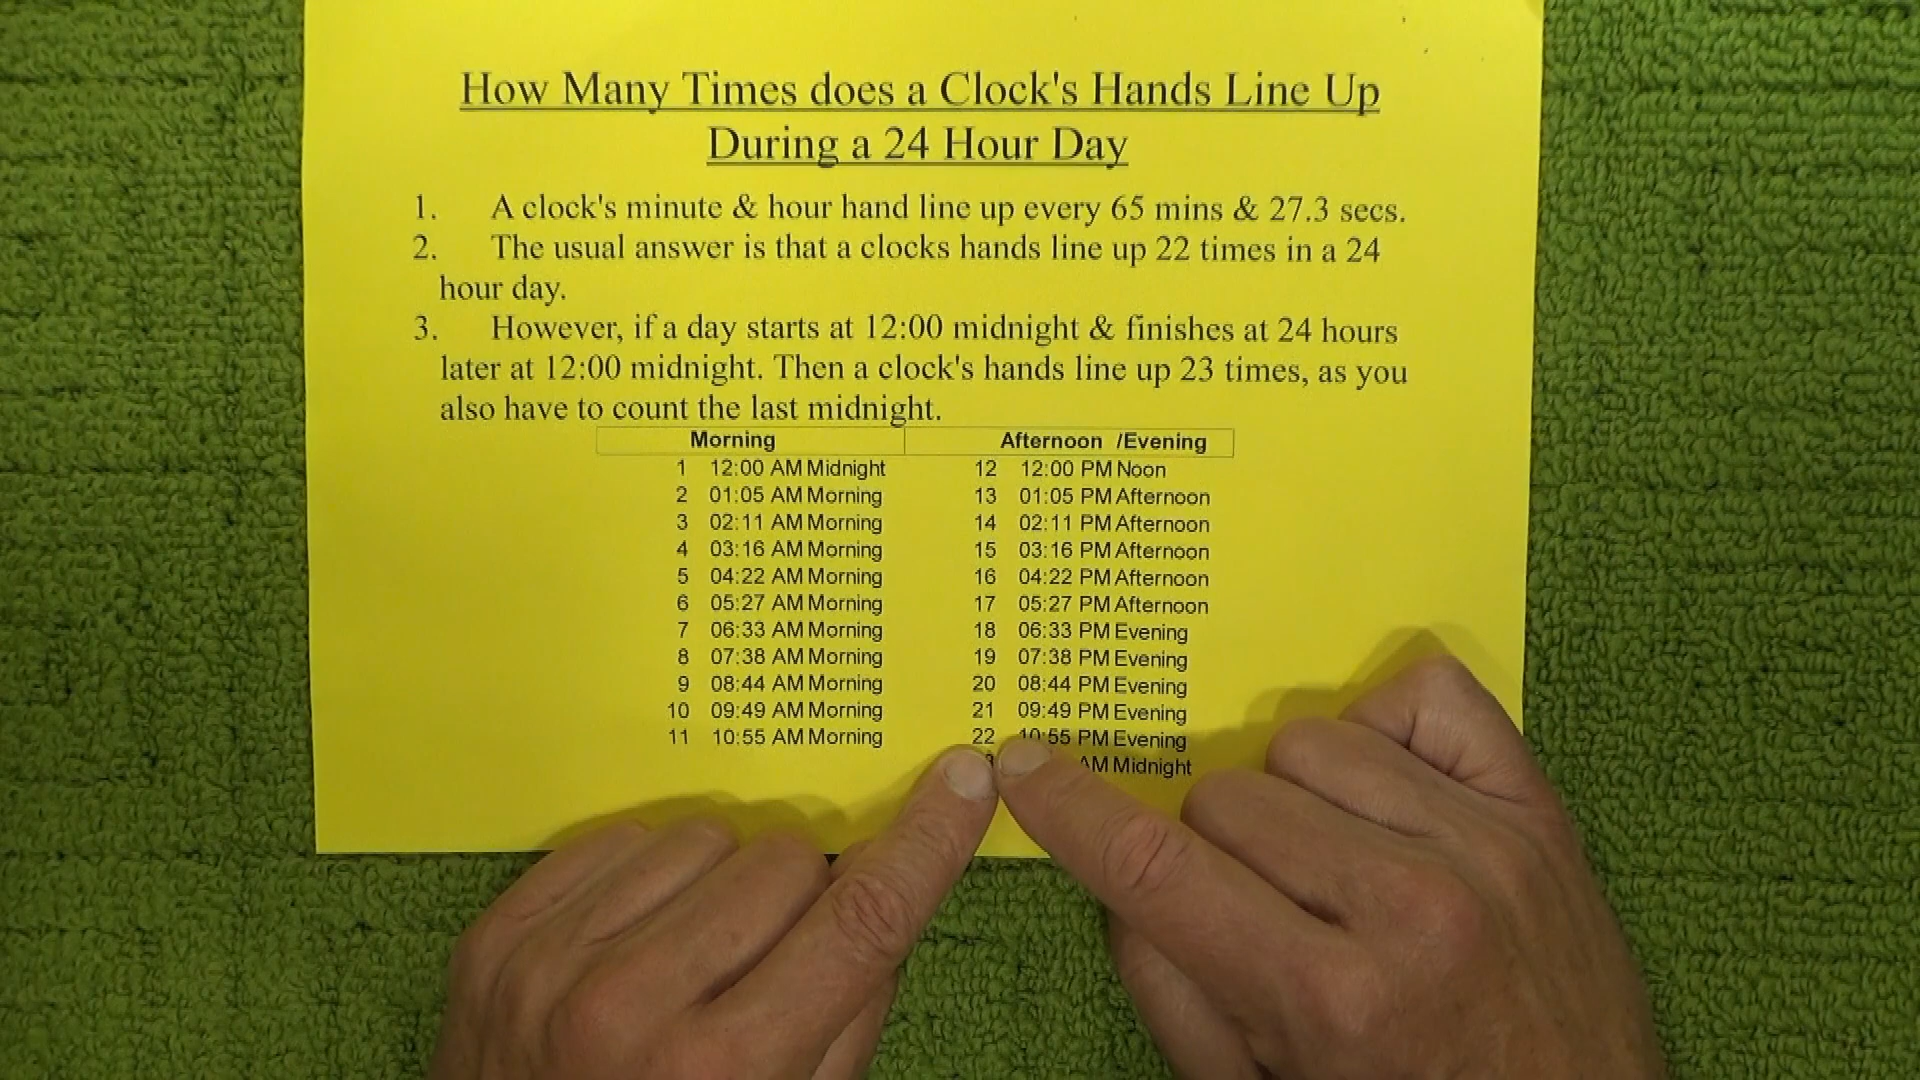 How Many Times does a Clock's Hands Line Up
During a 24 Hour Day
1. A clock's minute & hour hand line up every 65 mins & 27.3 secs.
2. The usual answer is that a clocks hands line up 22 times in a 24
hour day.
3. However, if a day starts at 12:00 midnight & finishes at 24 hours
later at 12:00 midnight. Then a clock's hands line up 23 times, as you
also have to count the last midnight.
Morning Afternoon /Evening
1 12:00 AM Midnight 12 12:00 PM Noon
2 01:05 AM Morning 13 01:05 PM Afternoon
3 02:11 AM Morning 14 02:11 PM Afternoon
4 03:16 AM Morning 15 03:16 PM Afternoon
5 04:22 AM Morning 16 04:22 PM Afternoon
6 05:27 AM Morning 17 05:27 PM Afternoon
7 06:33 AM Morning 18 06:33 PM Evening
8 07:38 AM Morning 19 07:38 PM Evening
9 08:44 AM Morning 20 08:44 PM Evening
10 09:49 AM Morning 21 09:49 PM Evening
11 10:55 AM Morning 22 10:55 PM Evening
AM Midnight